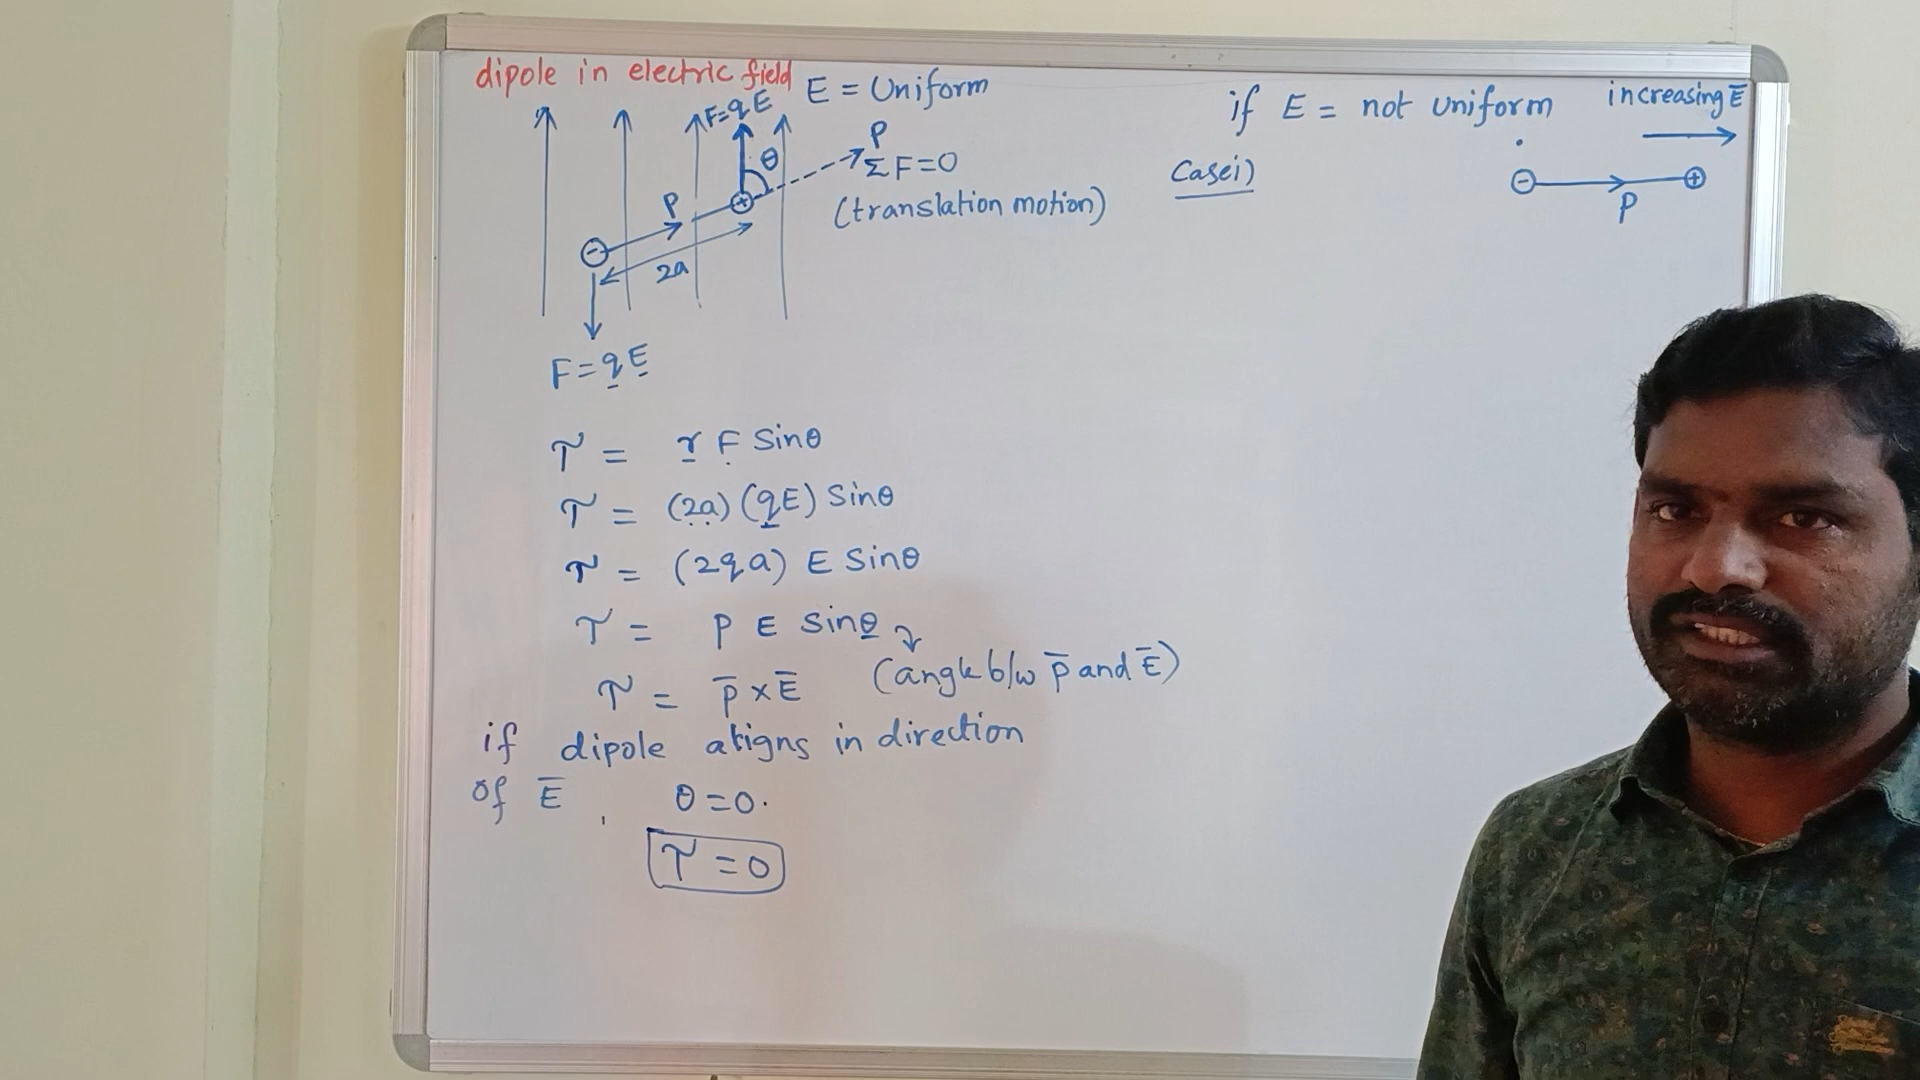 dipole in electric field
E = Uniform
F=qE
θ
P
ΣF=0
(translation motion)
P
2a
F=qE
τ = r F Sinθ
τ = (2a) (qE) Sinθ
τ = (2qa) E Sinθ
τ = P E Sinθ
(angle b/w p̅ and E̅)
τ = p̅ × E̅
if dipole aligns in direction
of E̅, θ=0.
τ = 0
if E = not uniform
increasing E̅
Case i)
P